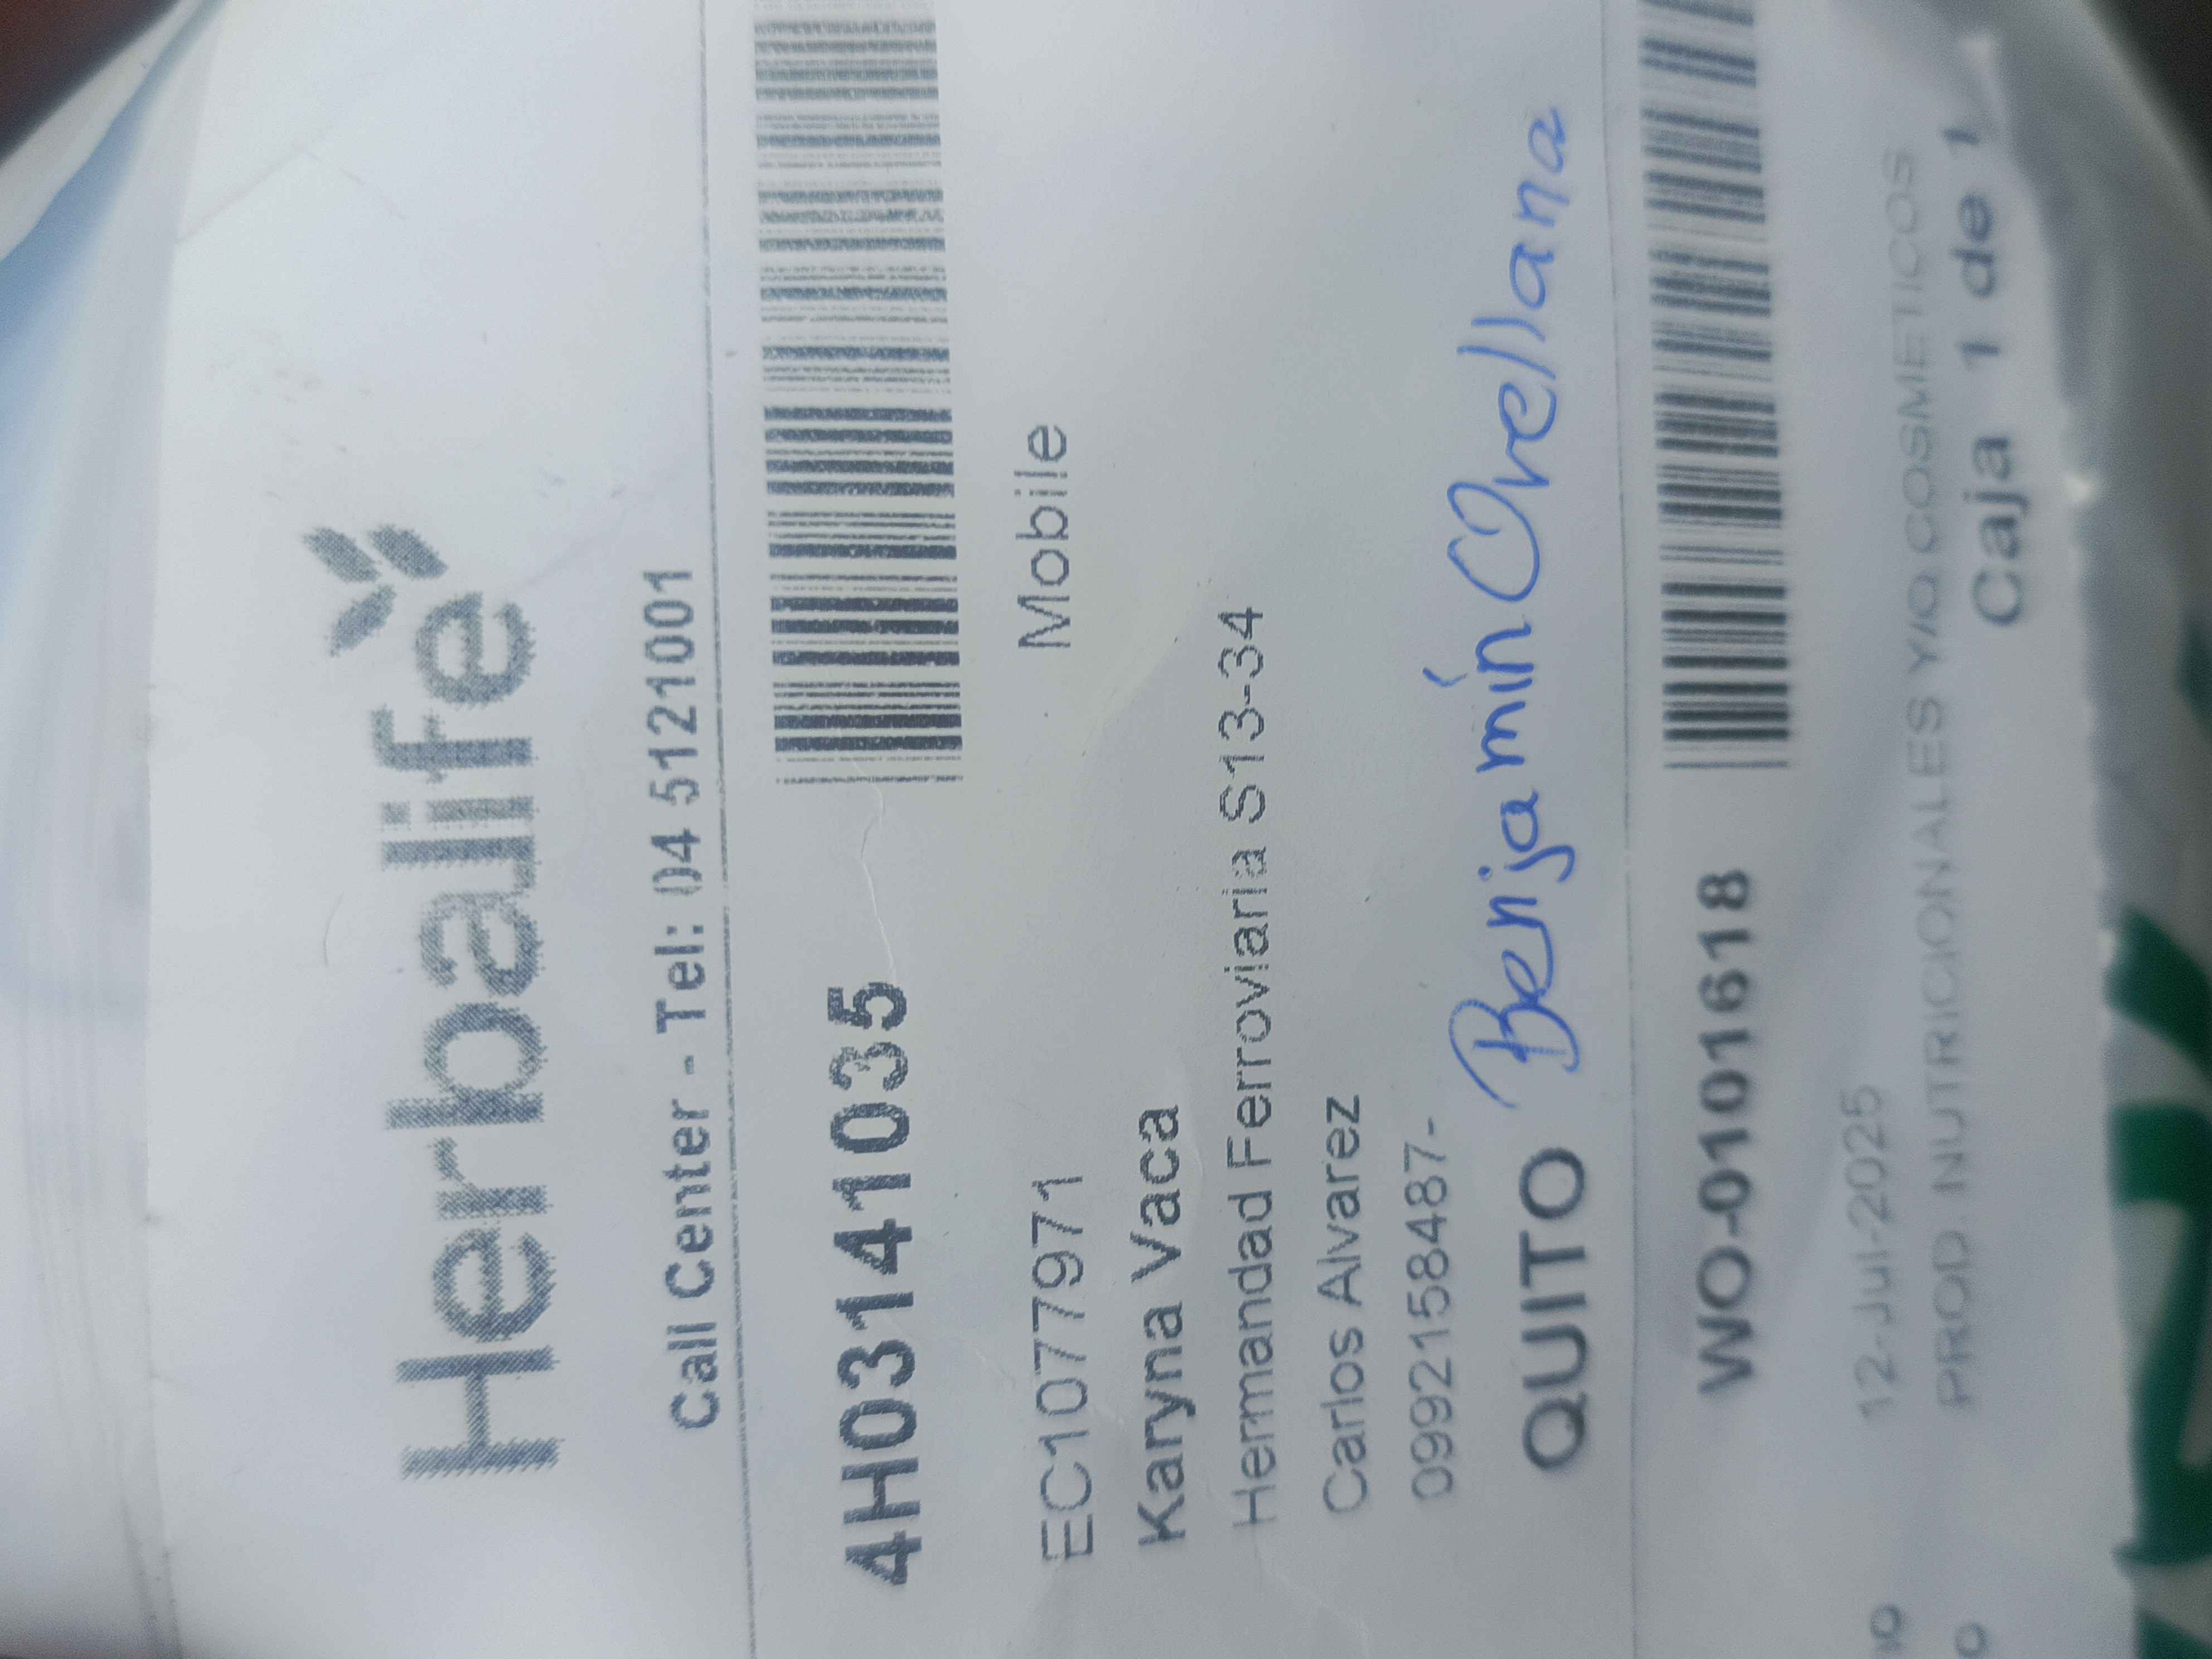 Herbalife
Call Center - Tel: 04 5121001
4H03141035
EC1077971 Mobile
Karyna Vaca
Hermandad Ferroviaria S13-34
Carlos Alvarez
0992158487-
QUITO Benjamín Orellana
WO-0101618
12-Jul-2025
PROD NUTRICIONALES Y/O COSMETICOS
Caja 1 de 1